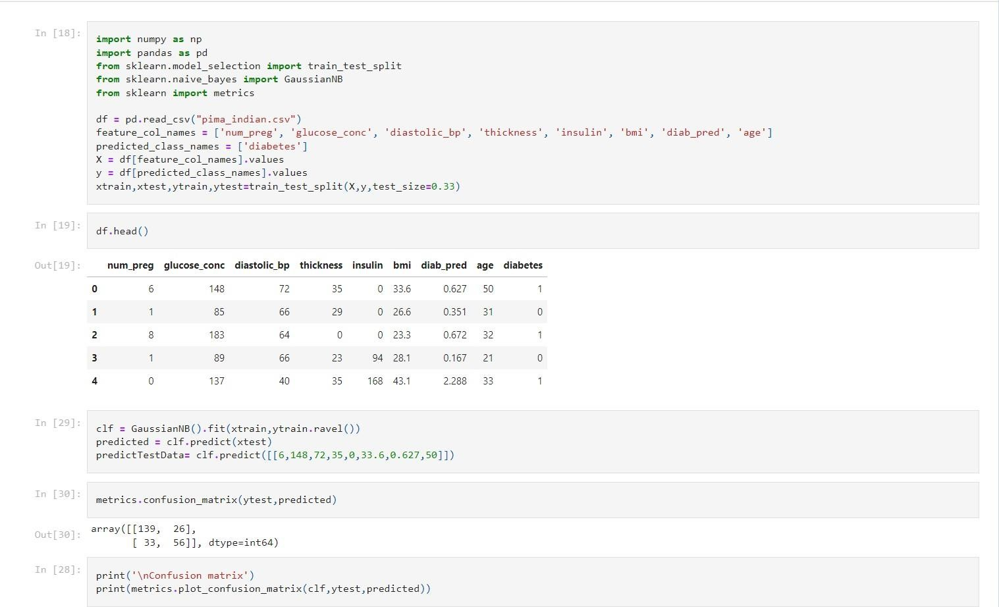 In [18]:
import numpy as np
import pandas as pd
from sklearn.model_selection import train_test_split
from sklearn.naive_bayes import GaussianNB
from sklearn import metrics
df = pd.read_csv("pima_indian.csv")
feature_col_names = ['num_preg', 'glucose_conc', 'diastolic_bp', 'thickness', 'insulin', 'bmi', 'diab_pred', 'age']
predicted_class_names = ['diabetes']
X = df[feature_col_names].values
y = df[predicted_class_names].values
xtrain,xtest,ytrain,ytest=train_test_split(X,y,test_size=0.33)
In [19]:
df.head()
Out[19]:
num_preg glucose_conc diastolic_bp thickness insulin bmi diab_pred age diabetes
0 6 148 72 35 0 33.6 0.627 50 1
1 1 85 66 29 0 26.6 0.351 31 0
2 8 183 64 0 0 23.3 0.672 32 1
3 1 89 66 23 94 28.1 0.167 21 0
4 0 137 40 35 168 43.1 2.288 33 1
In [29]:
clf = GaussianNB().fit(xtrain,ytrain.ravel())
predicted = clf.predict(xtest)
predictTestData= clf.predict([[6,148,72,35,0,33.6,0.627,50]])
In [30]:
metrics.confusion_matrix(ytest,predicted)
Out[30]:
array([[139, 26],
[ 33, 56]], dtype=int64)
In [28]:
print('\nConfusion matrix')
print(metrics.plot_confusion_matrix(clf,ytest,predicted))